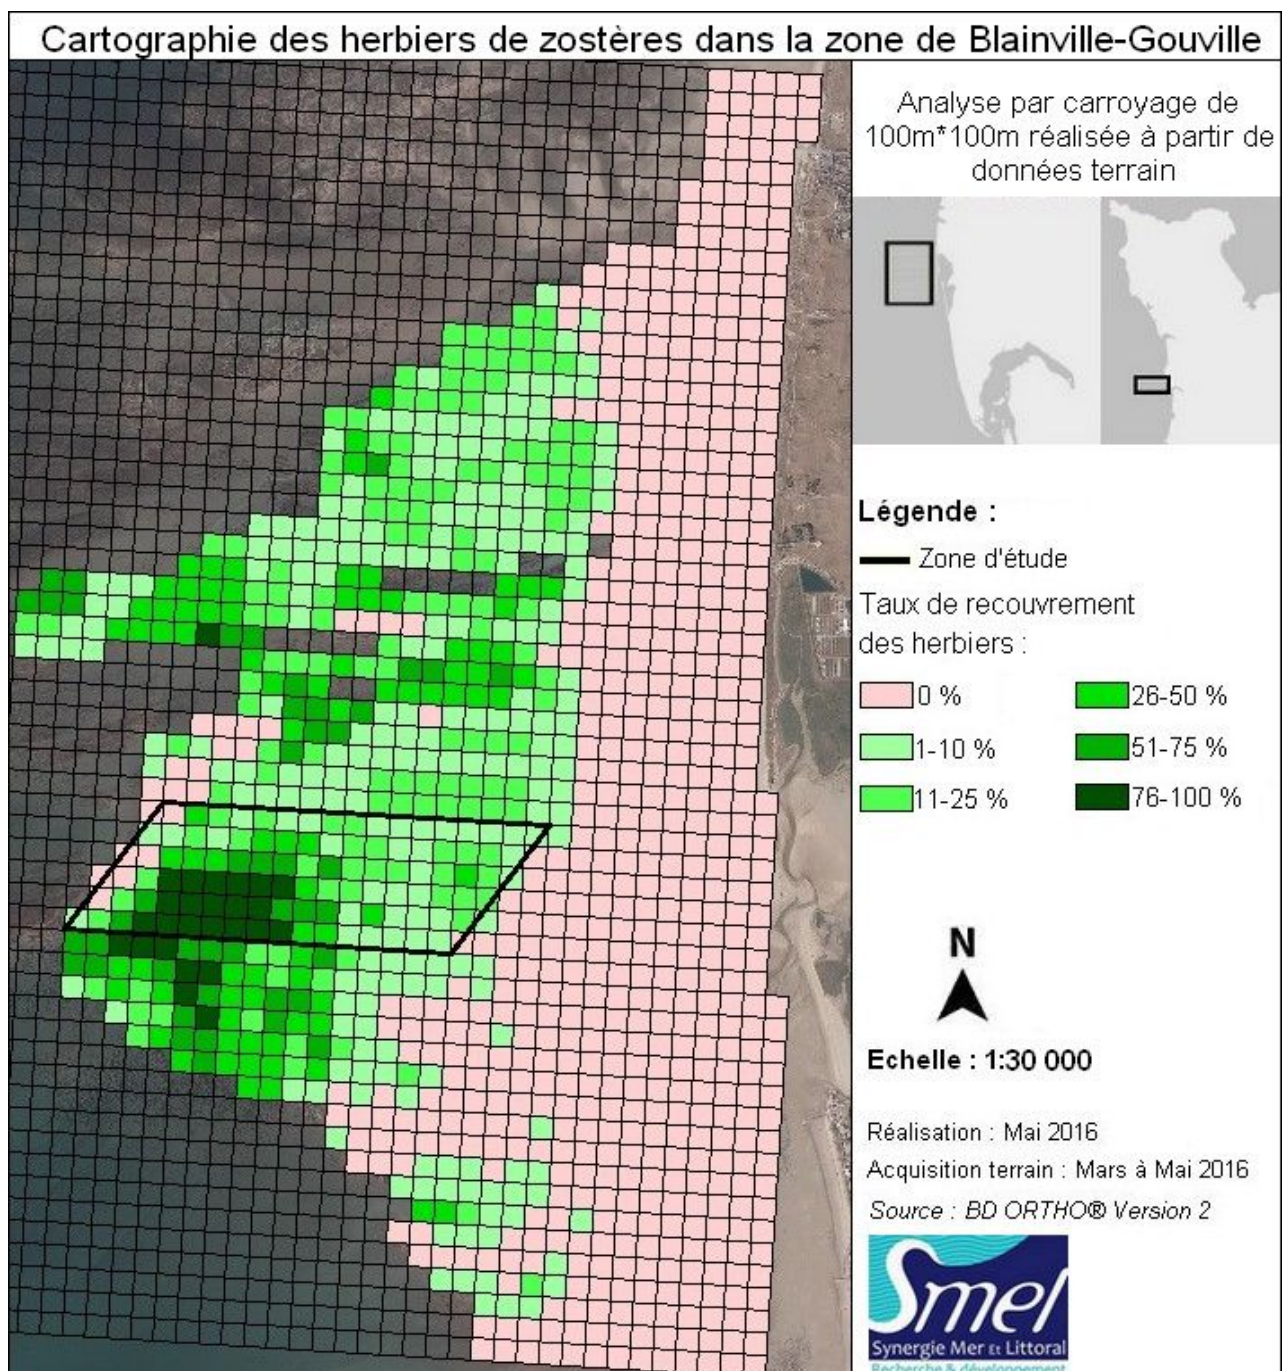 Cartographie des herbiers de zostères dans la zone de Blainville-Gouville
Analyse par carroyage de
100m*100m réalisée à partir de
données terrain
Légende :
Zone d'étude
Taux de recouvrement
des herbiers :
0 %
26-50 %
1-10 %
51-75 %
11-25 %
76-100 %
N
Echelle : 1:30 000
Réalisation : Mai 2016
Acquisition terrain : Mars à Mai 2016
Source : BD ORTHO® Version 2
Smel
Synergie Mer Et Littoral
Recherche & développement